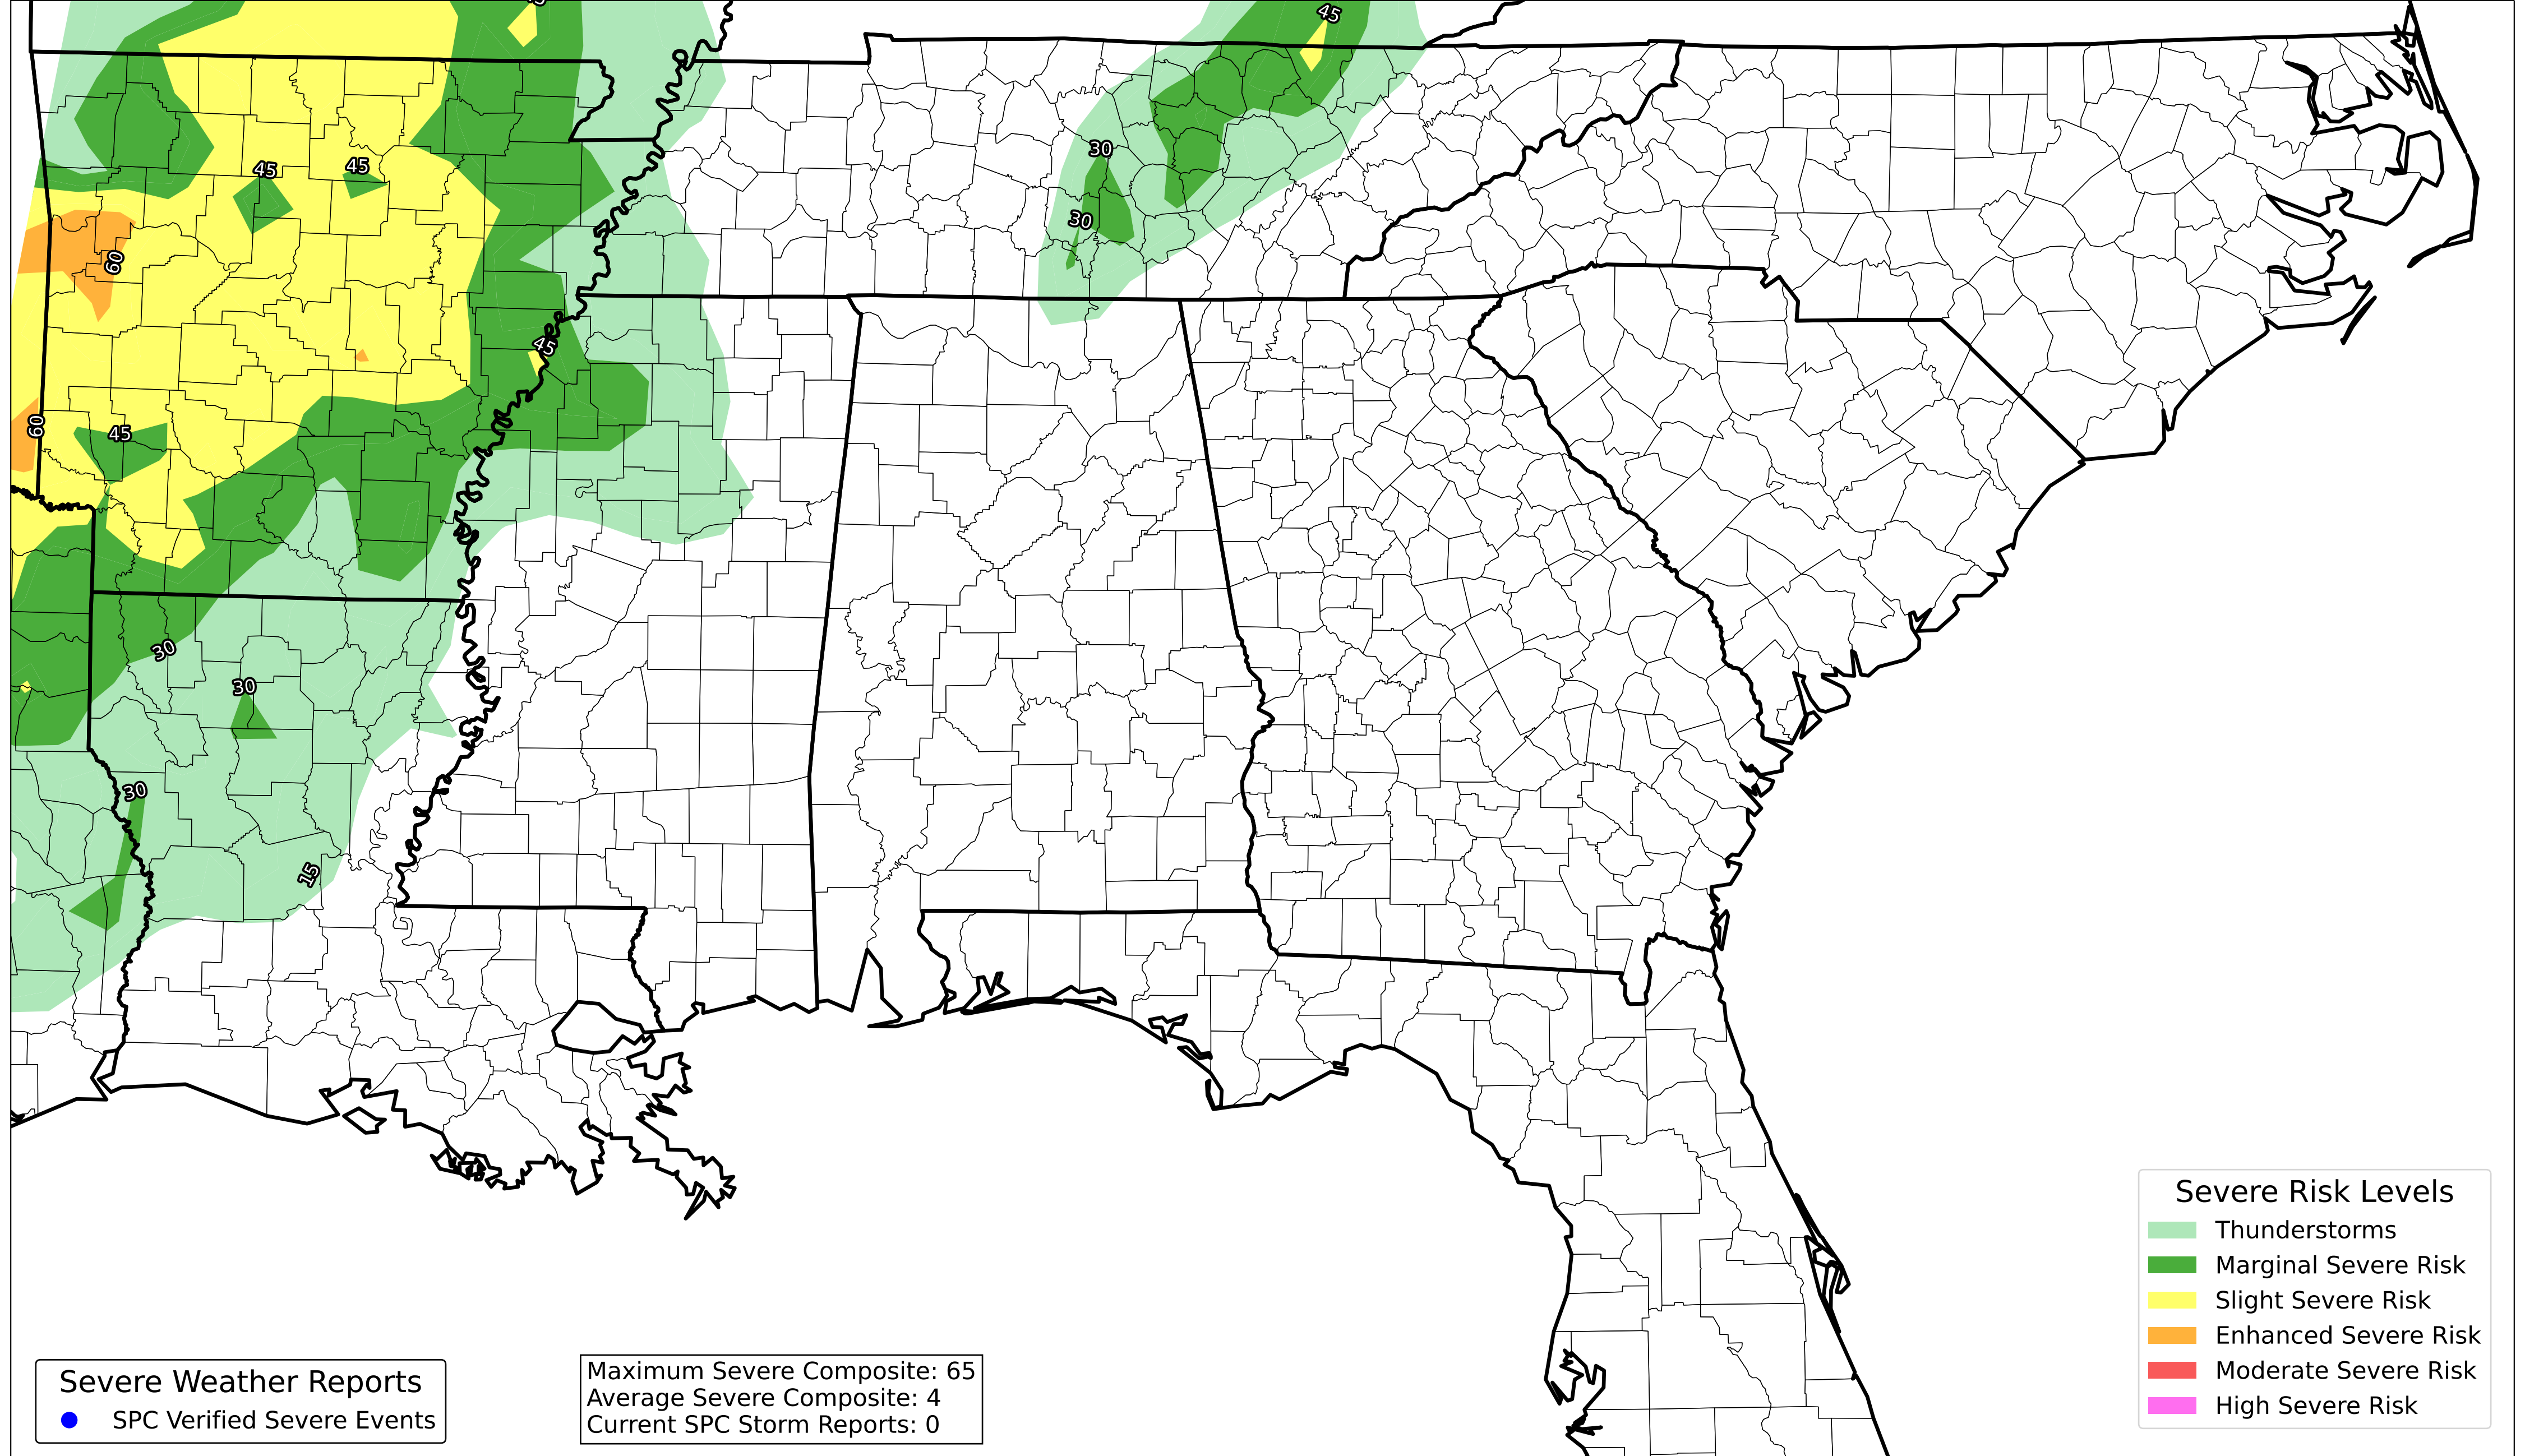 45
45
30
45
45
30
60
45
60
45
30
30
30
15
Severe Risk Levels
Thunderstorms
Marginal Severe Risk
Slight Severe Risk
Enhanced Severe Risk
Moderate Severe Risk
High Severe Risk
Severe Weather Reports
SPC Verified Severe Events
Maximum Severe Composite: 65
Average Severe Composite: 4
Current SPC Storm Reports: 0